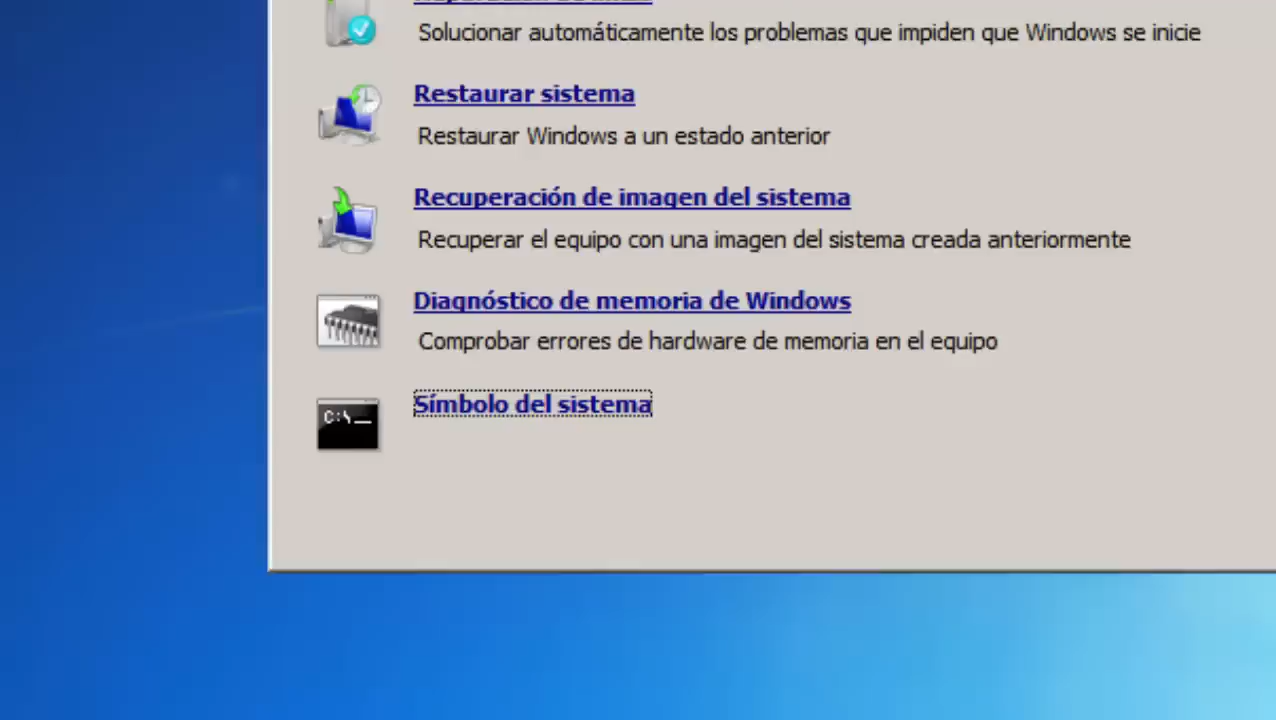 Solucionar automáticamente los problemas que impiden que Windows se inicie
Restaurar sistema
Restaurar Windows a un estado anterior
Recuperación de imagen del sistema
Recuperar el equipo con una imagen del sistema creada anteriormente
Diagnóstico de memoria de Windows
Comprobar errores de hardware de memoria en el equipo
C:\_
Símbolo del sistema